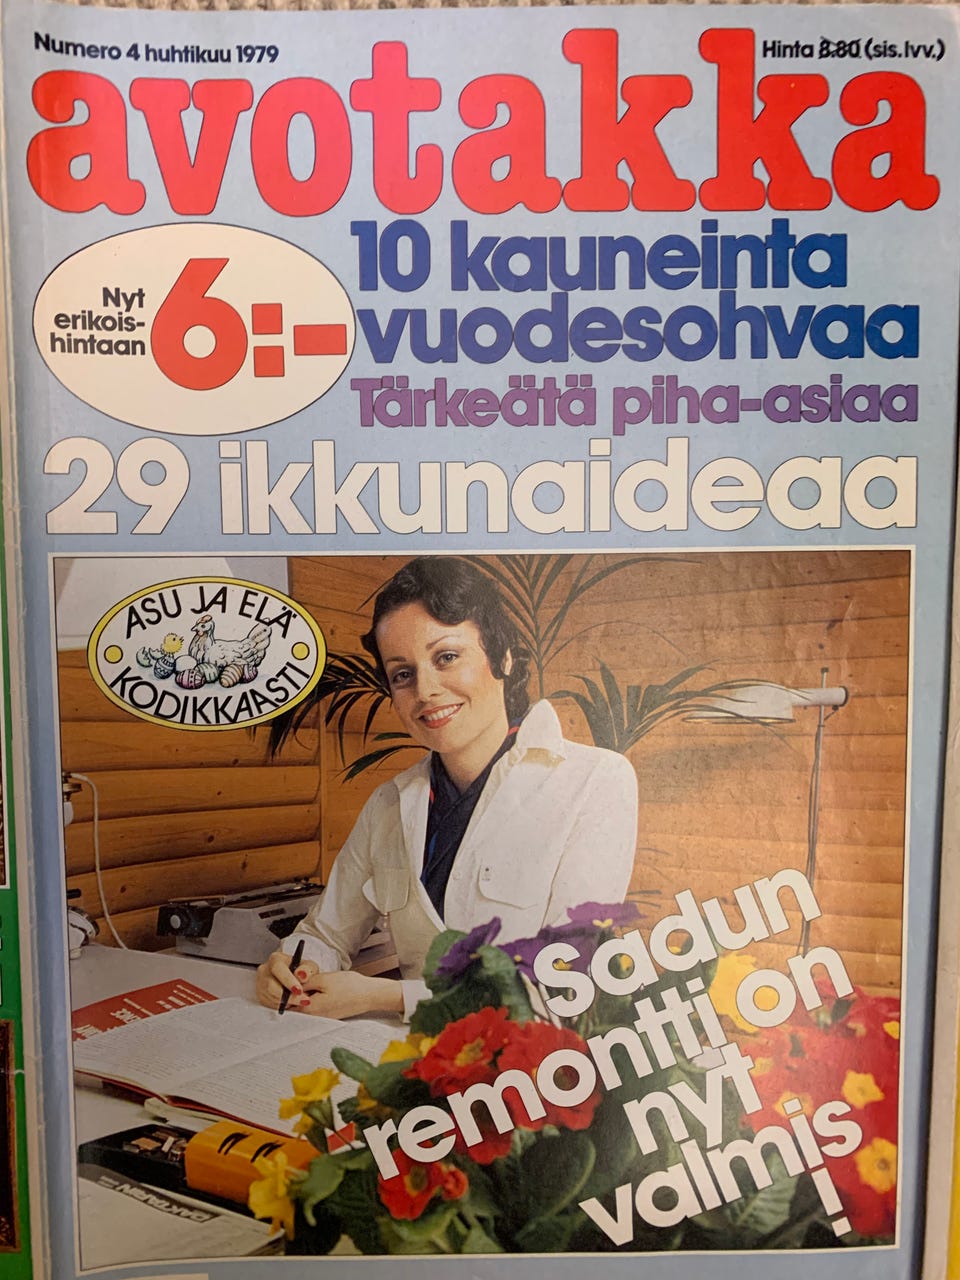 Numero 4 huhtikuu 1979
Hinta 8.80 (sis. lvv.)
avotakka
Nyt
erikois-
hintaan
6:-
10 kauneinta
vuodesohvaa
Tärkeätä piha-asiaa
29 ikkunaideaa
ASU JA ELÄ
KODIKKAASTI
Sadun
remontti on
nyt
valmis
!